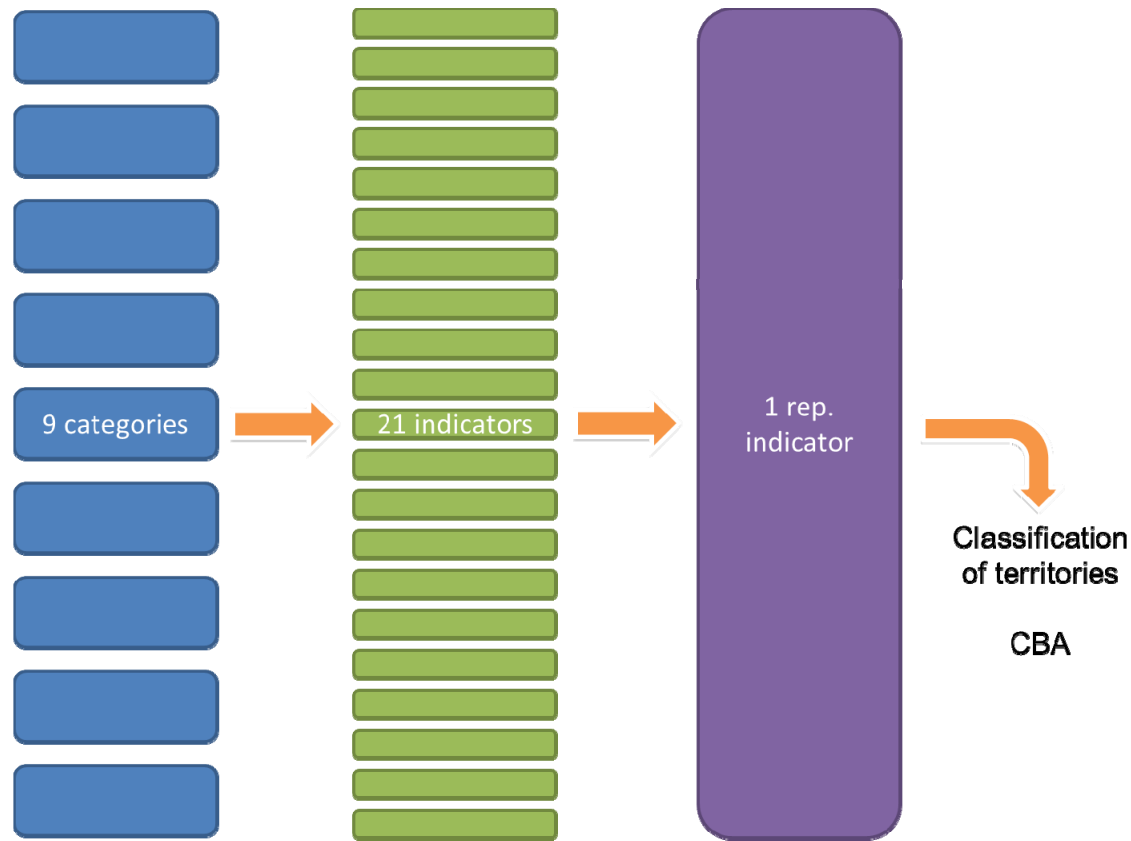 9 categories
21 indicators
1 rep.
indicator
Classification
of territories
CBA